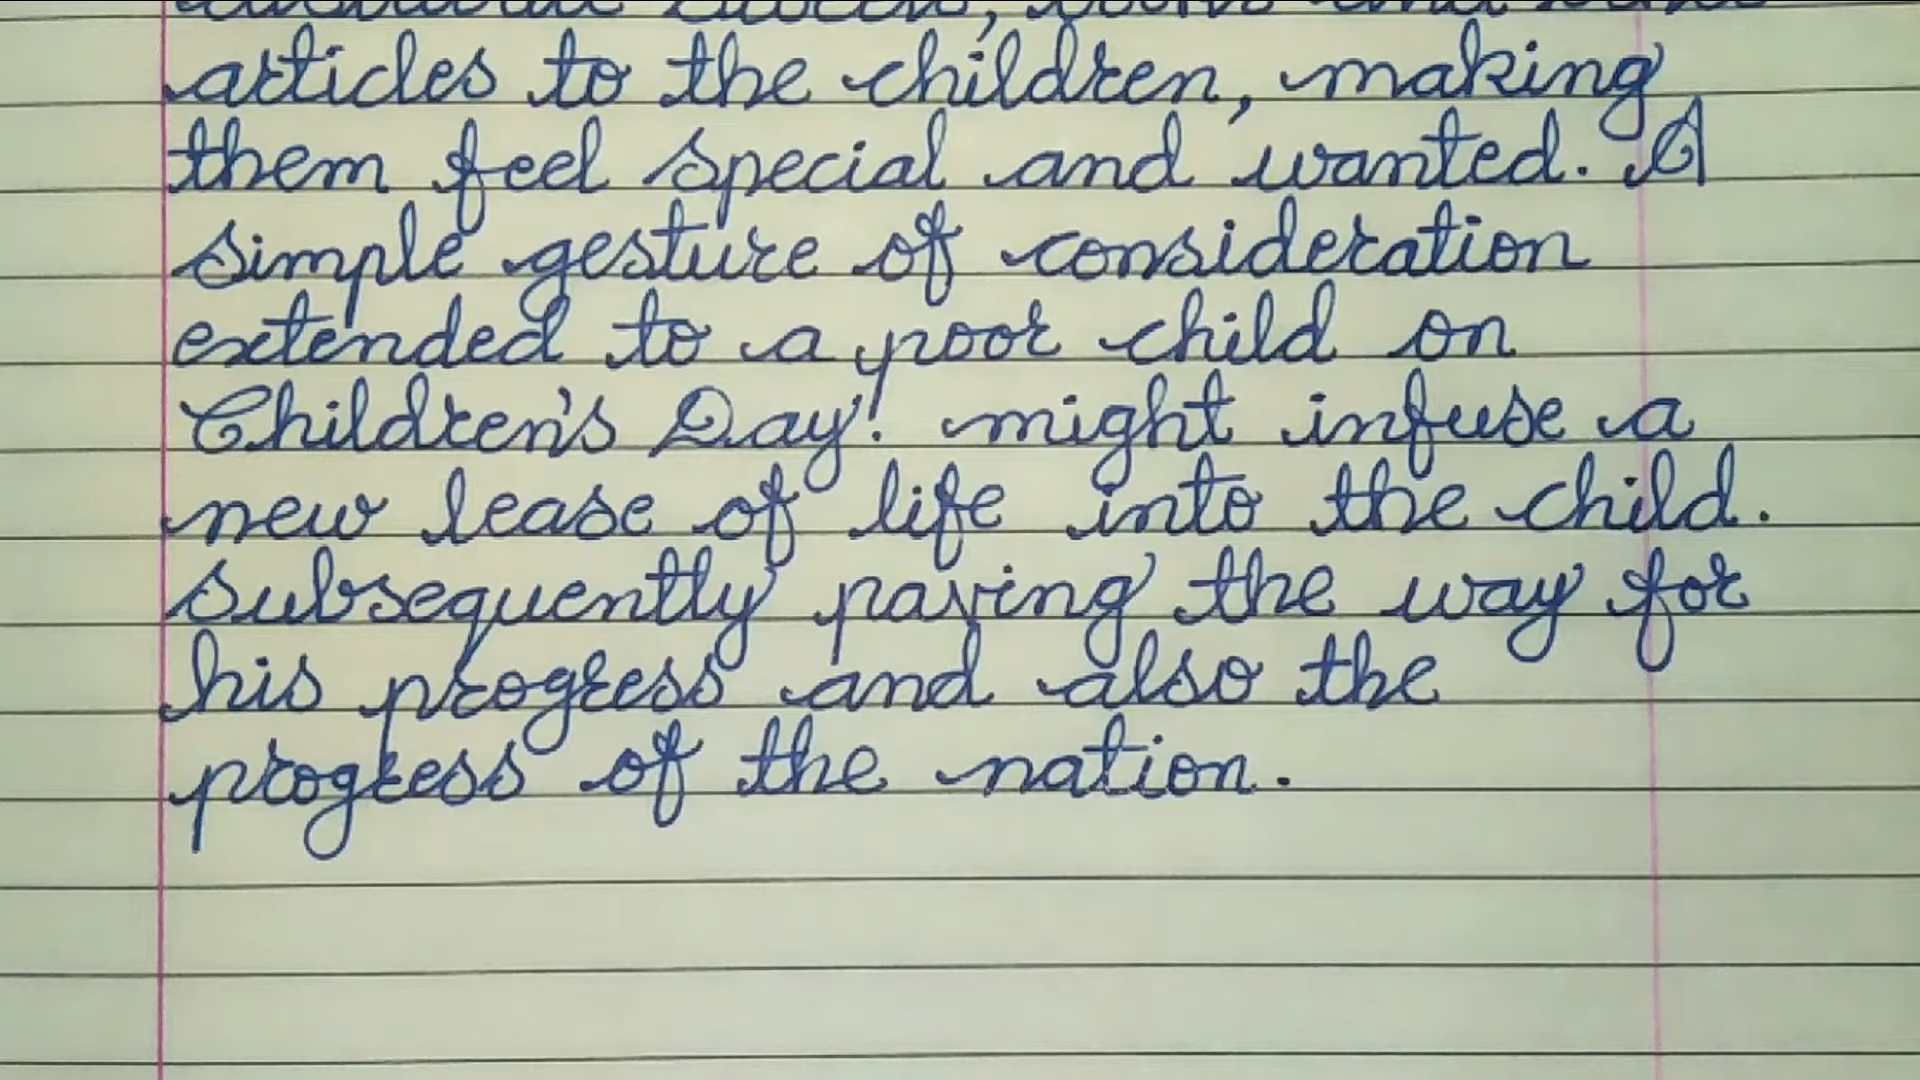 articles to the children, making
them feel special and wanted. A
simple gesture of consideration
extended to a poor child on
Children's Day! might infuse a
new lease of life into the child.
Subsequently paving the way for
his progress and also the
progress of the nation.